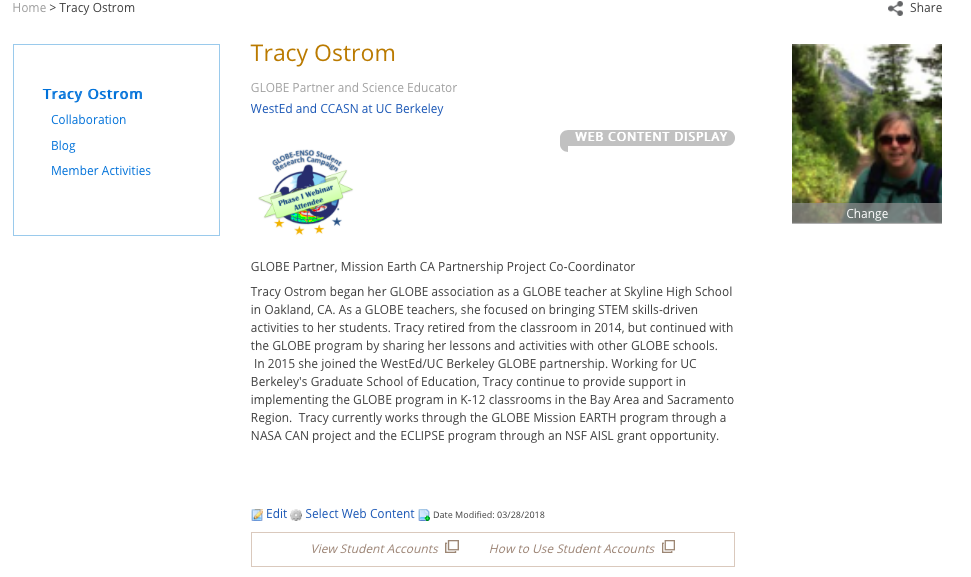 Home > Tracy Ostrom
Share
Tracy Ostrom
Collaboration
Blog
Member Activities
Tracy Ostrom
GLOBE Partner and Science Educator
WestEd and CCASN at UC Berkeley
WEB CONTENT DISPLAY
GLOBE-ENSO Student
Research Campaign
Phase I Webinar
Attendee
Change
GLOBE Partner, Mission Earth CA Partnership Project Co-Coordinator
Tracy Ostrom began her GLOBE association as a GLOBE teacher at Skyline High School
in Oakland, CA. As a GLOBE teachers, she focused on bringing STEM skills-driven
activities to her students. Tracy retired from the classroom in 2014, but continued with
the GLOBE program by sharing her lessons and activities with other GLOBE schools.
In 2015 she joined the WestEd/UC Berkeley GLOBE partnership. Working for UC
Berkeley's Graduate School of Education, Tracy continue to provide support in
implementing the GLOBE program in K-12 classrooms in the Bay Area and Sacramento
Region.  Tracy currently works through the GLOBE Mission EARTH program through a
NASA CAN project and the ECLIPSE program through an NSF AISL grant opportunity.
Edit Select Web Content Date Modified: 03/28/2018
View Student Accounts How to Use Student Accounts